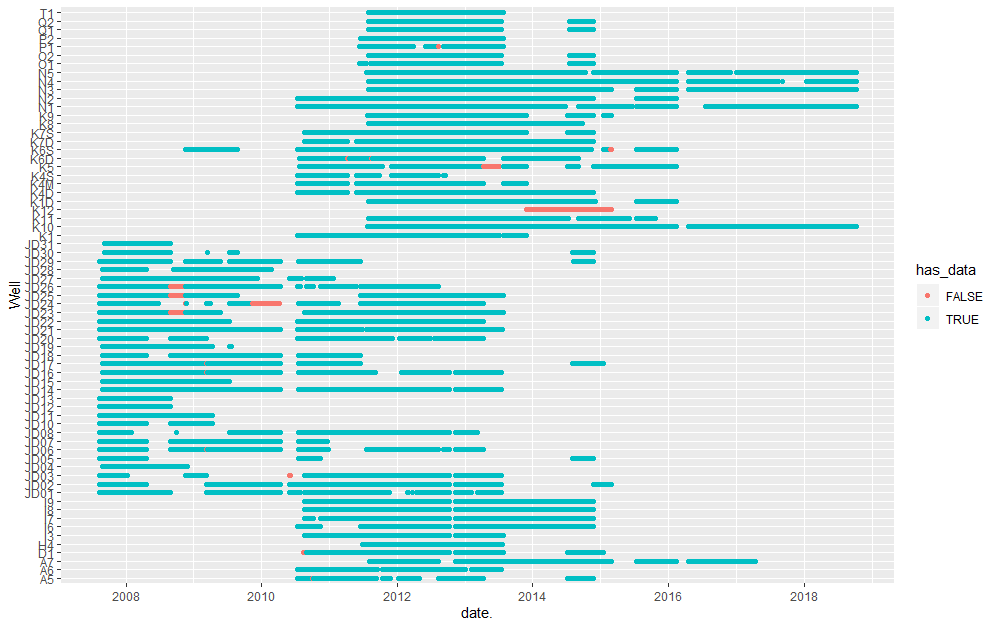 T1
Q2
Q1
P2
P1
O2
O1
N5
N4
N3
N2
N1
K9
K8
K7S
K7D
K6S
K6D
K5
K4S
K4M
K4D
K1D
K12
K11
K10
K1
JD31
JD30
JD29
JD28
JD27
JD26
JD25
JD24
JD23
JD22
JD21
JD20
JD19
JD18
JD17
JD16
JD15
JD14
JD13
JD12
JD11
JD10
JD08
JD07
JD06
JD05
JD04
JD03
JD02
JD01
I9
I8
I7
I6
I3
H4
D1
A7
A6
A5
Well
2008 2010 2012 2014 2016 2018
date.
has_data
FALSE
TRUE